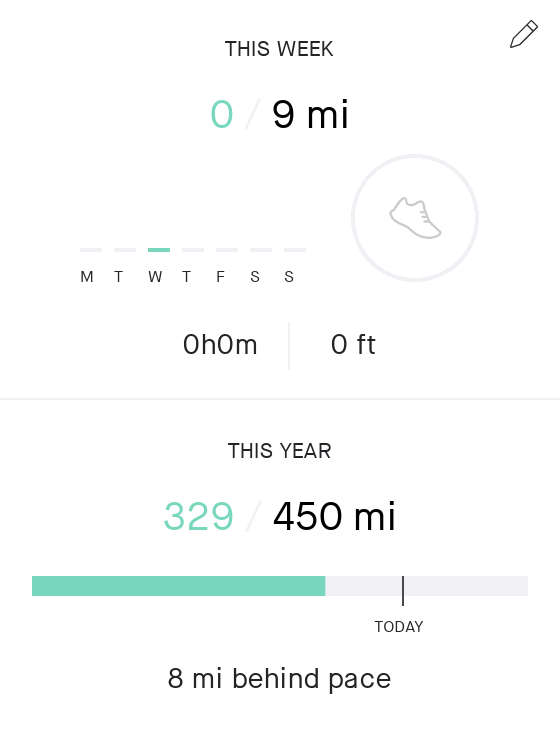 THIS WEEK
0 / 9 mi
M T W T F S S
0h0m 0 ft
THIS YEAR
329 / 450 mi
TODAY
8 mi behind pace